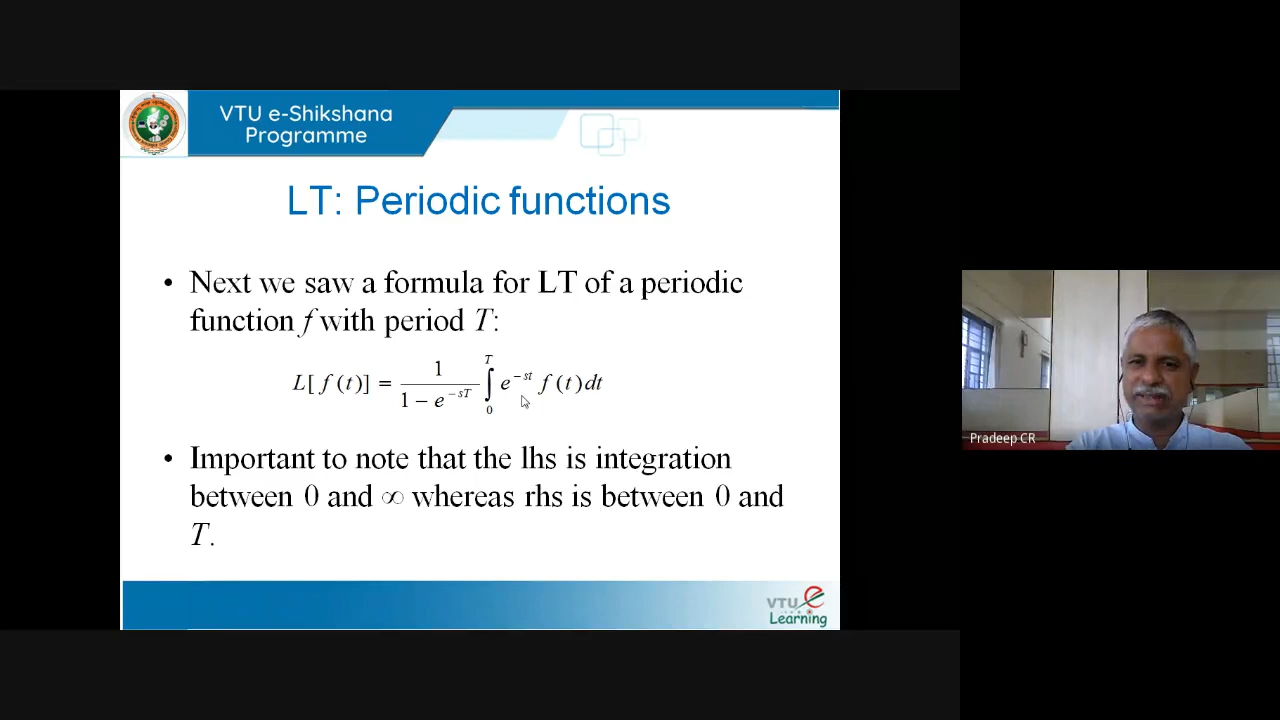 VTU e-Shikshana
Programme
LT: Periodic functions
• Next we saw a formula for LT of a periodic
function f with period T:
L[f(t)] = \frac{1}{1 - e^{-sT}} \int_0^T e^{-st} f(t) dt
• Important to note that the lhs is integration
between 0 and ∞ whereas rhs is between 0 and
T.
Pradeep CR
VTU e
Learning